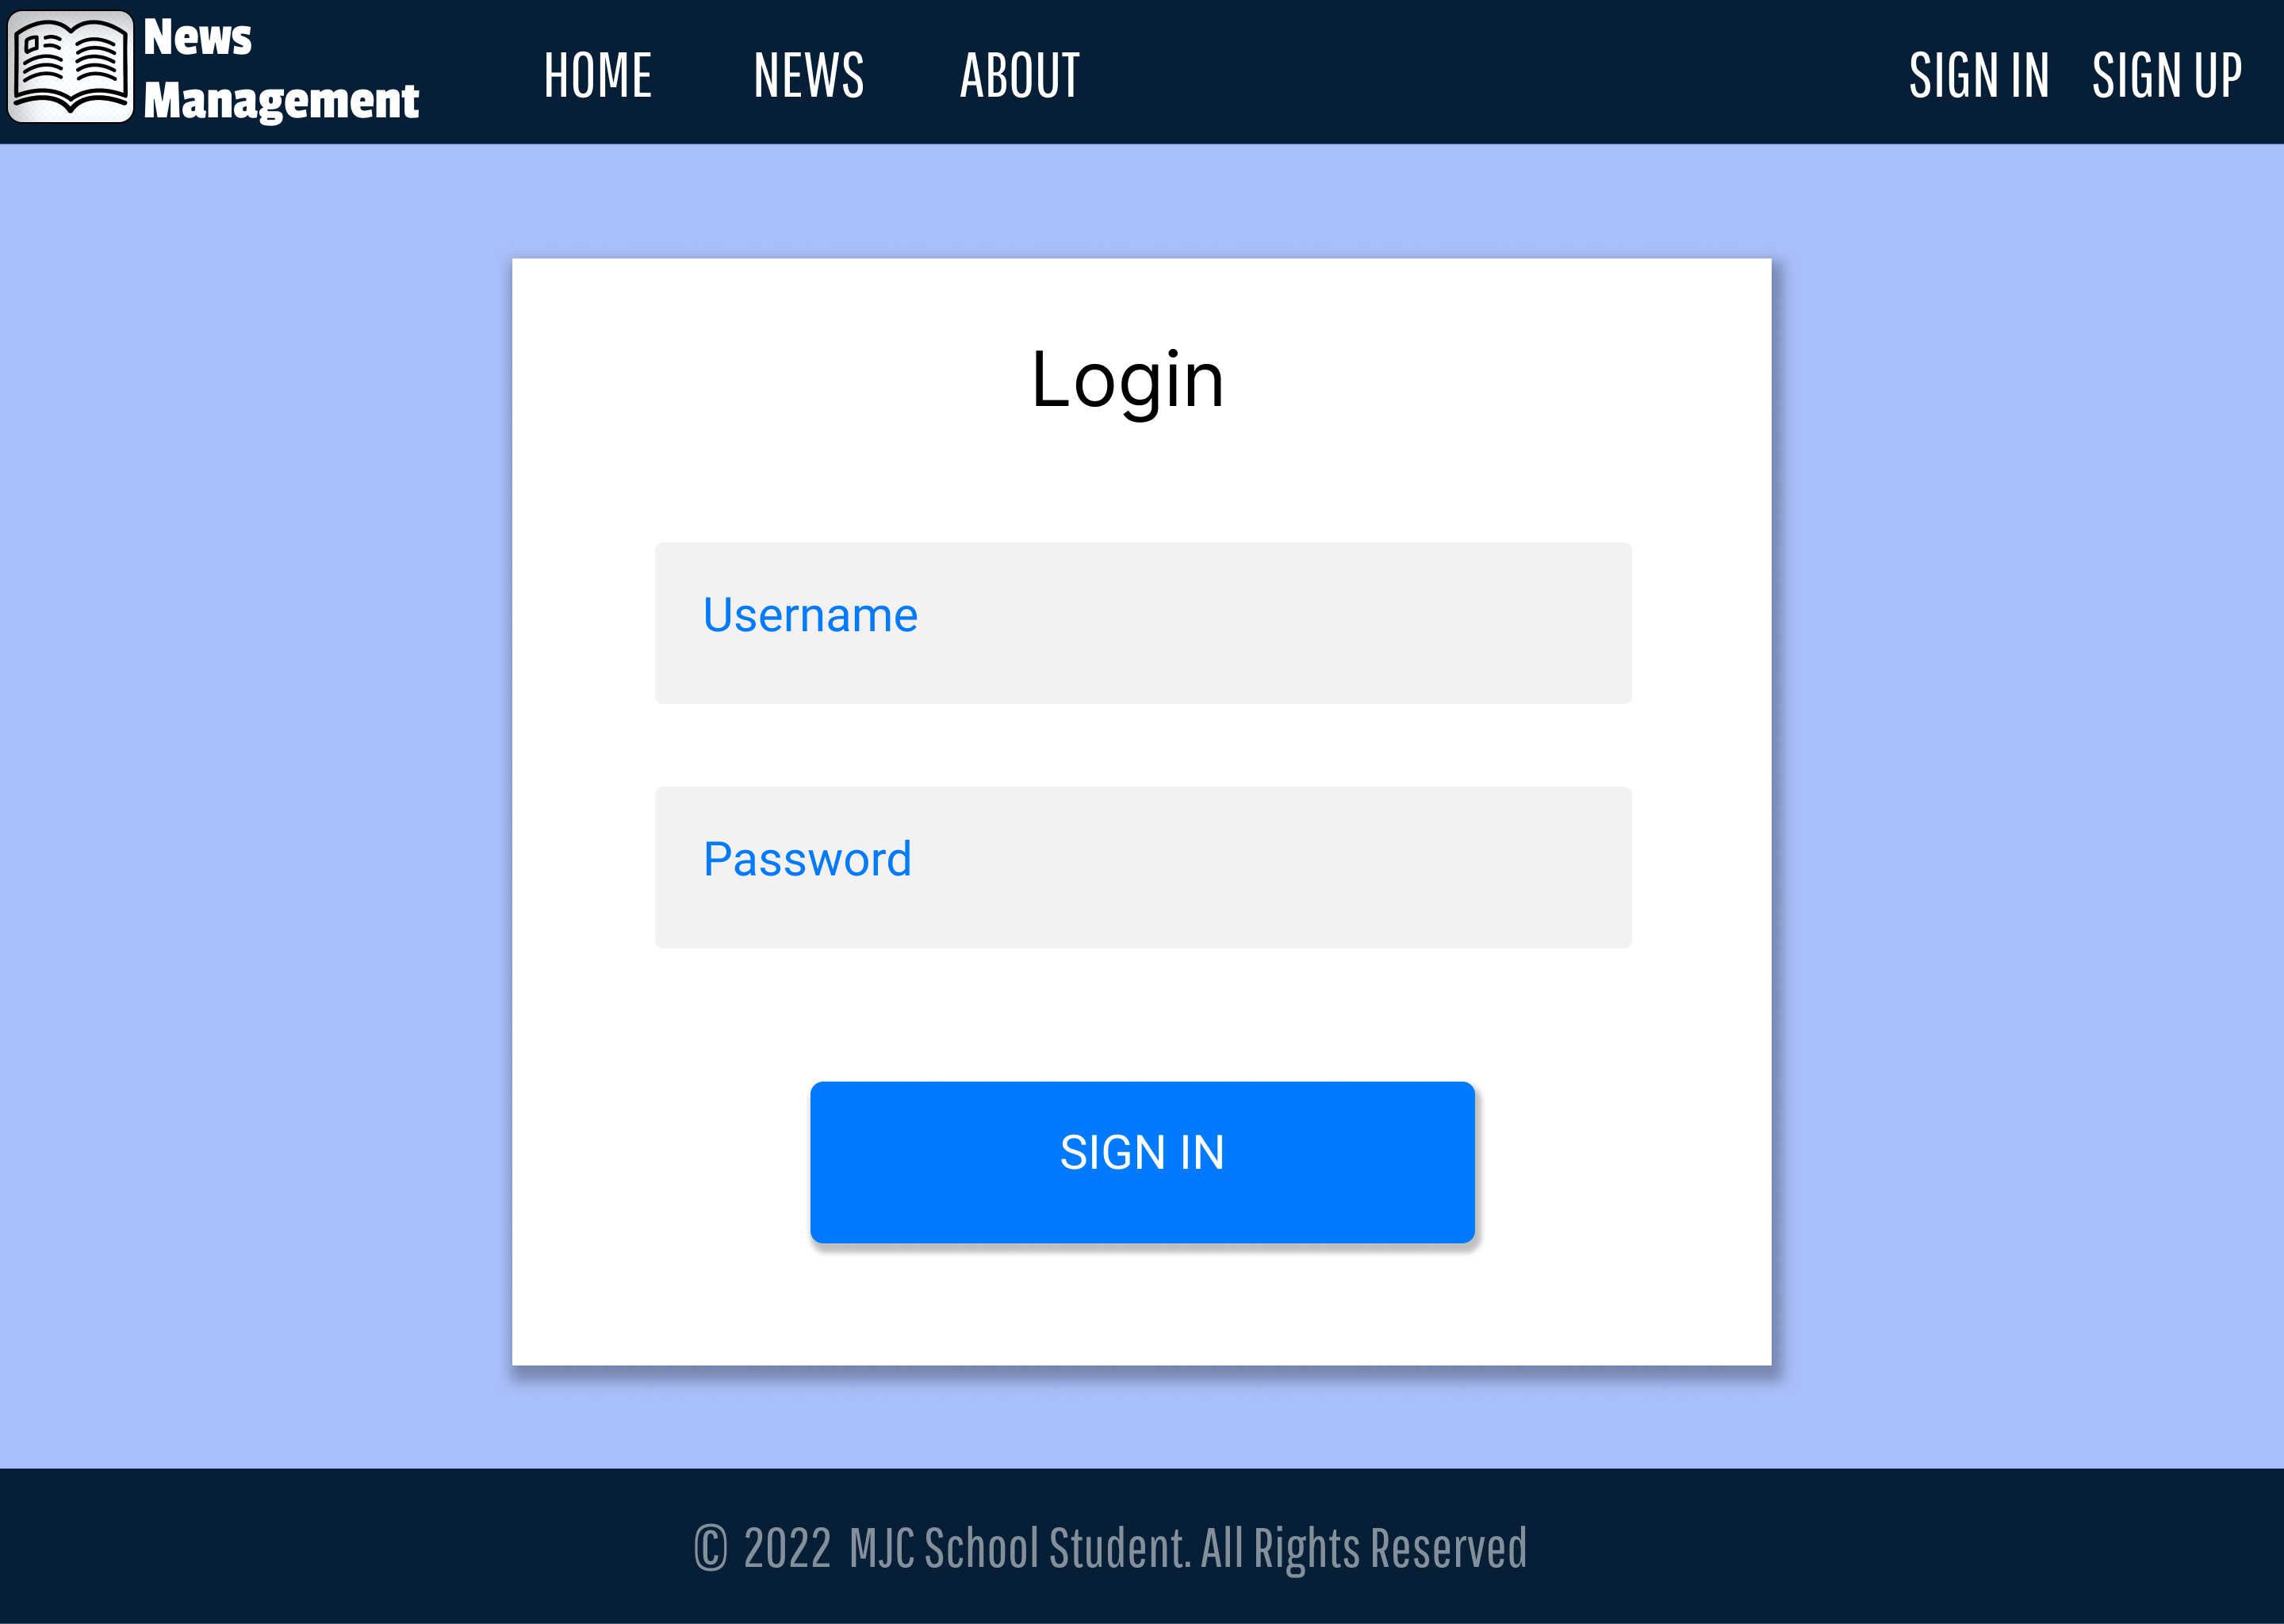 News
Management
HOME NEWS ABOUT SIGN IN SIGN UP
Login
Username
Password
SIGN IN
© 2022 MJC School Student. All Rights Reserved